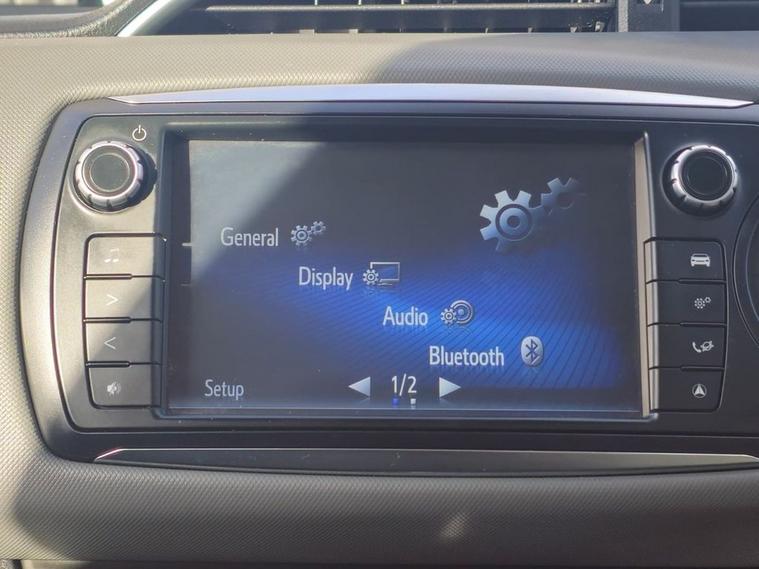 General
Display
Audio
Bluetooth
Setup
1/2